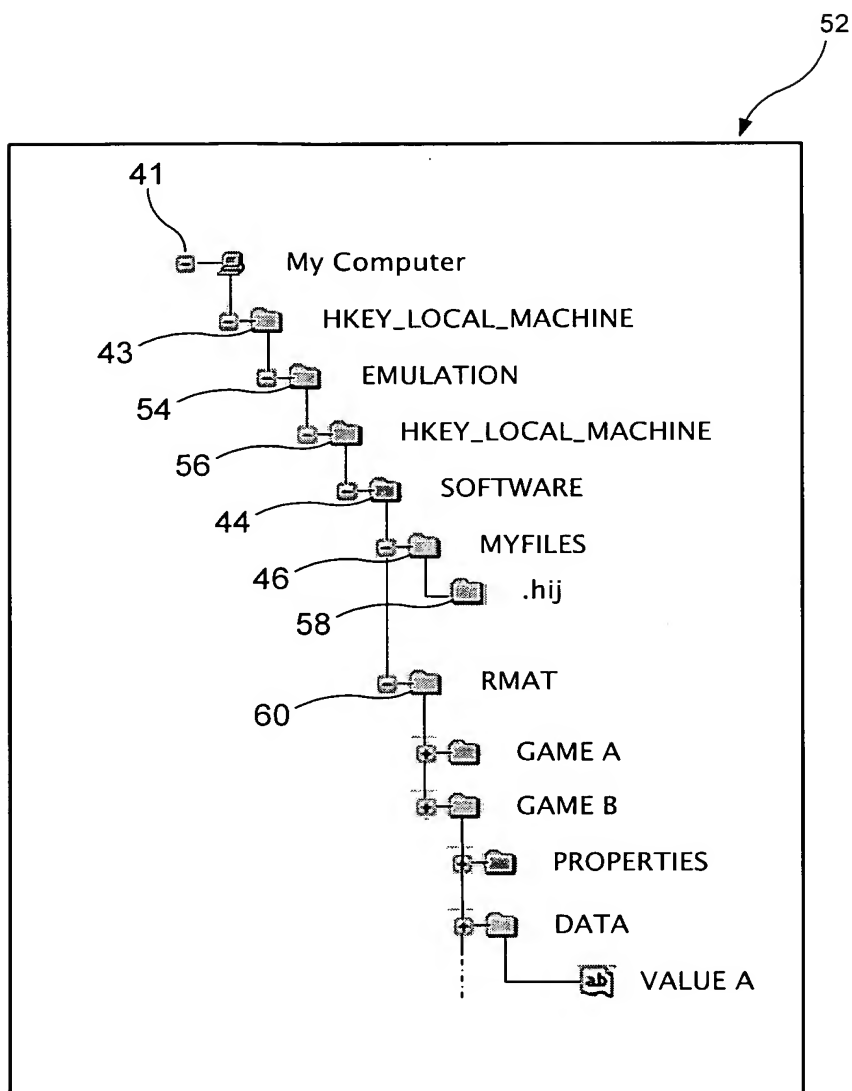 52
41
My Computer
HKEY_LOCAL_MACHINE
43
EMULATION
54
HKEY_LOCAL_MACHINE
56
SOFTWARE
44
MYFILES
46
.hij
58
RMAT
60
GAME A
GAME B
PROPERTIES
DATA
ab VALUE A